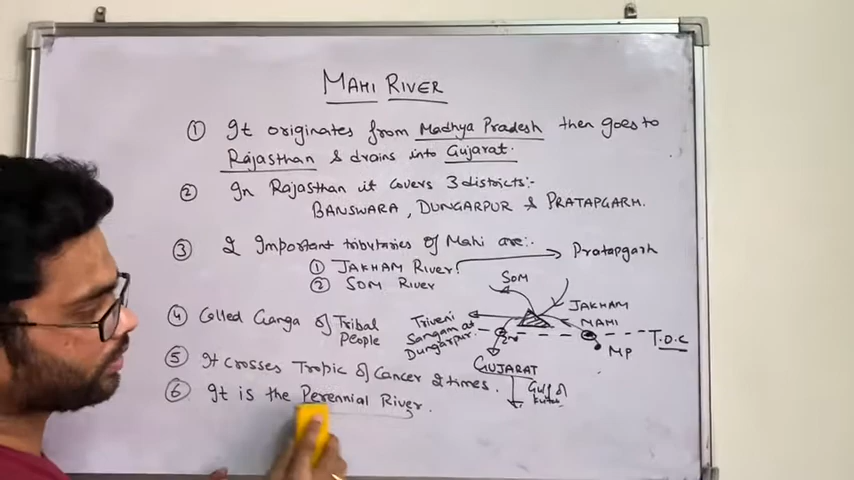 MAHI RIVER
① It originates from Madhya Pradesh then goes to
Rajasthan & drains into Gujarat.
② In Rajasthan it covers 3 districts:-
BANSWARA, DUNGARPUR & PRATAPGARH.
③ 2 Important tributaries of Mahi are:-
① JAKHAM River
Pratapgarh
② SOM River
SOM
④ Called Ganga of Tribal
People
JAKHAM
MAHI
Triveni
Sangam at
Dungarpur.
2nd
T.O.C
MP
⑤ It crosses Tropic of Cancer 2 times.
GUJARAT
Gulf of
⑥ It is the Perennial River.